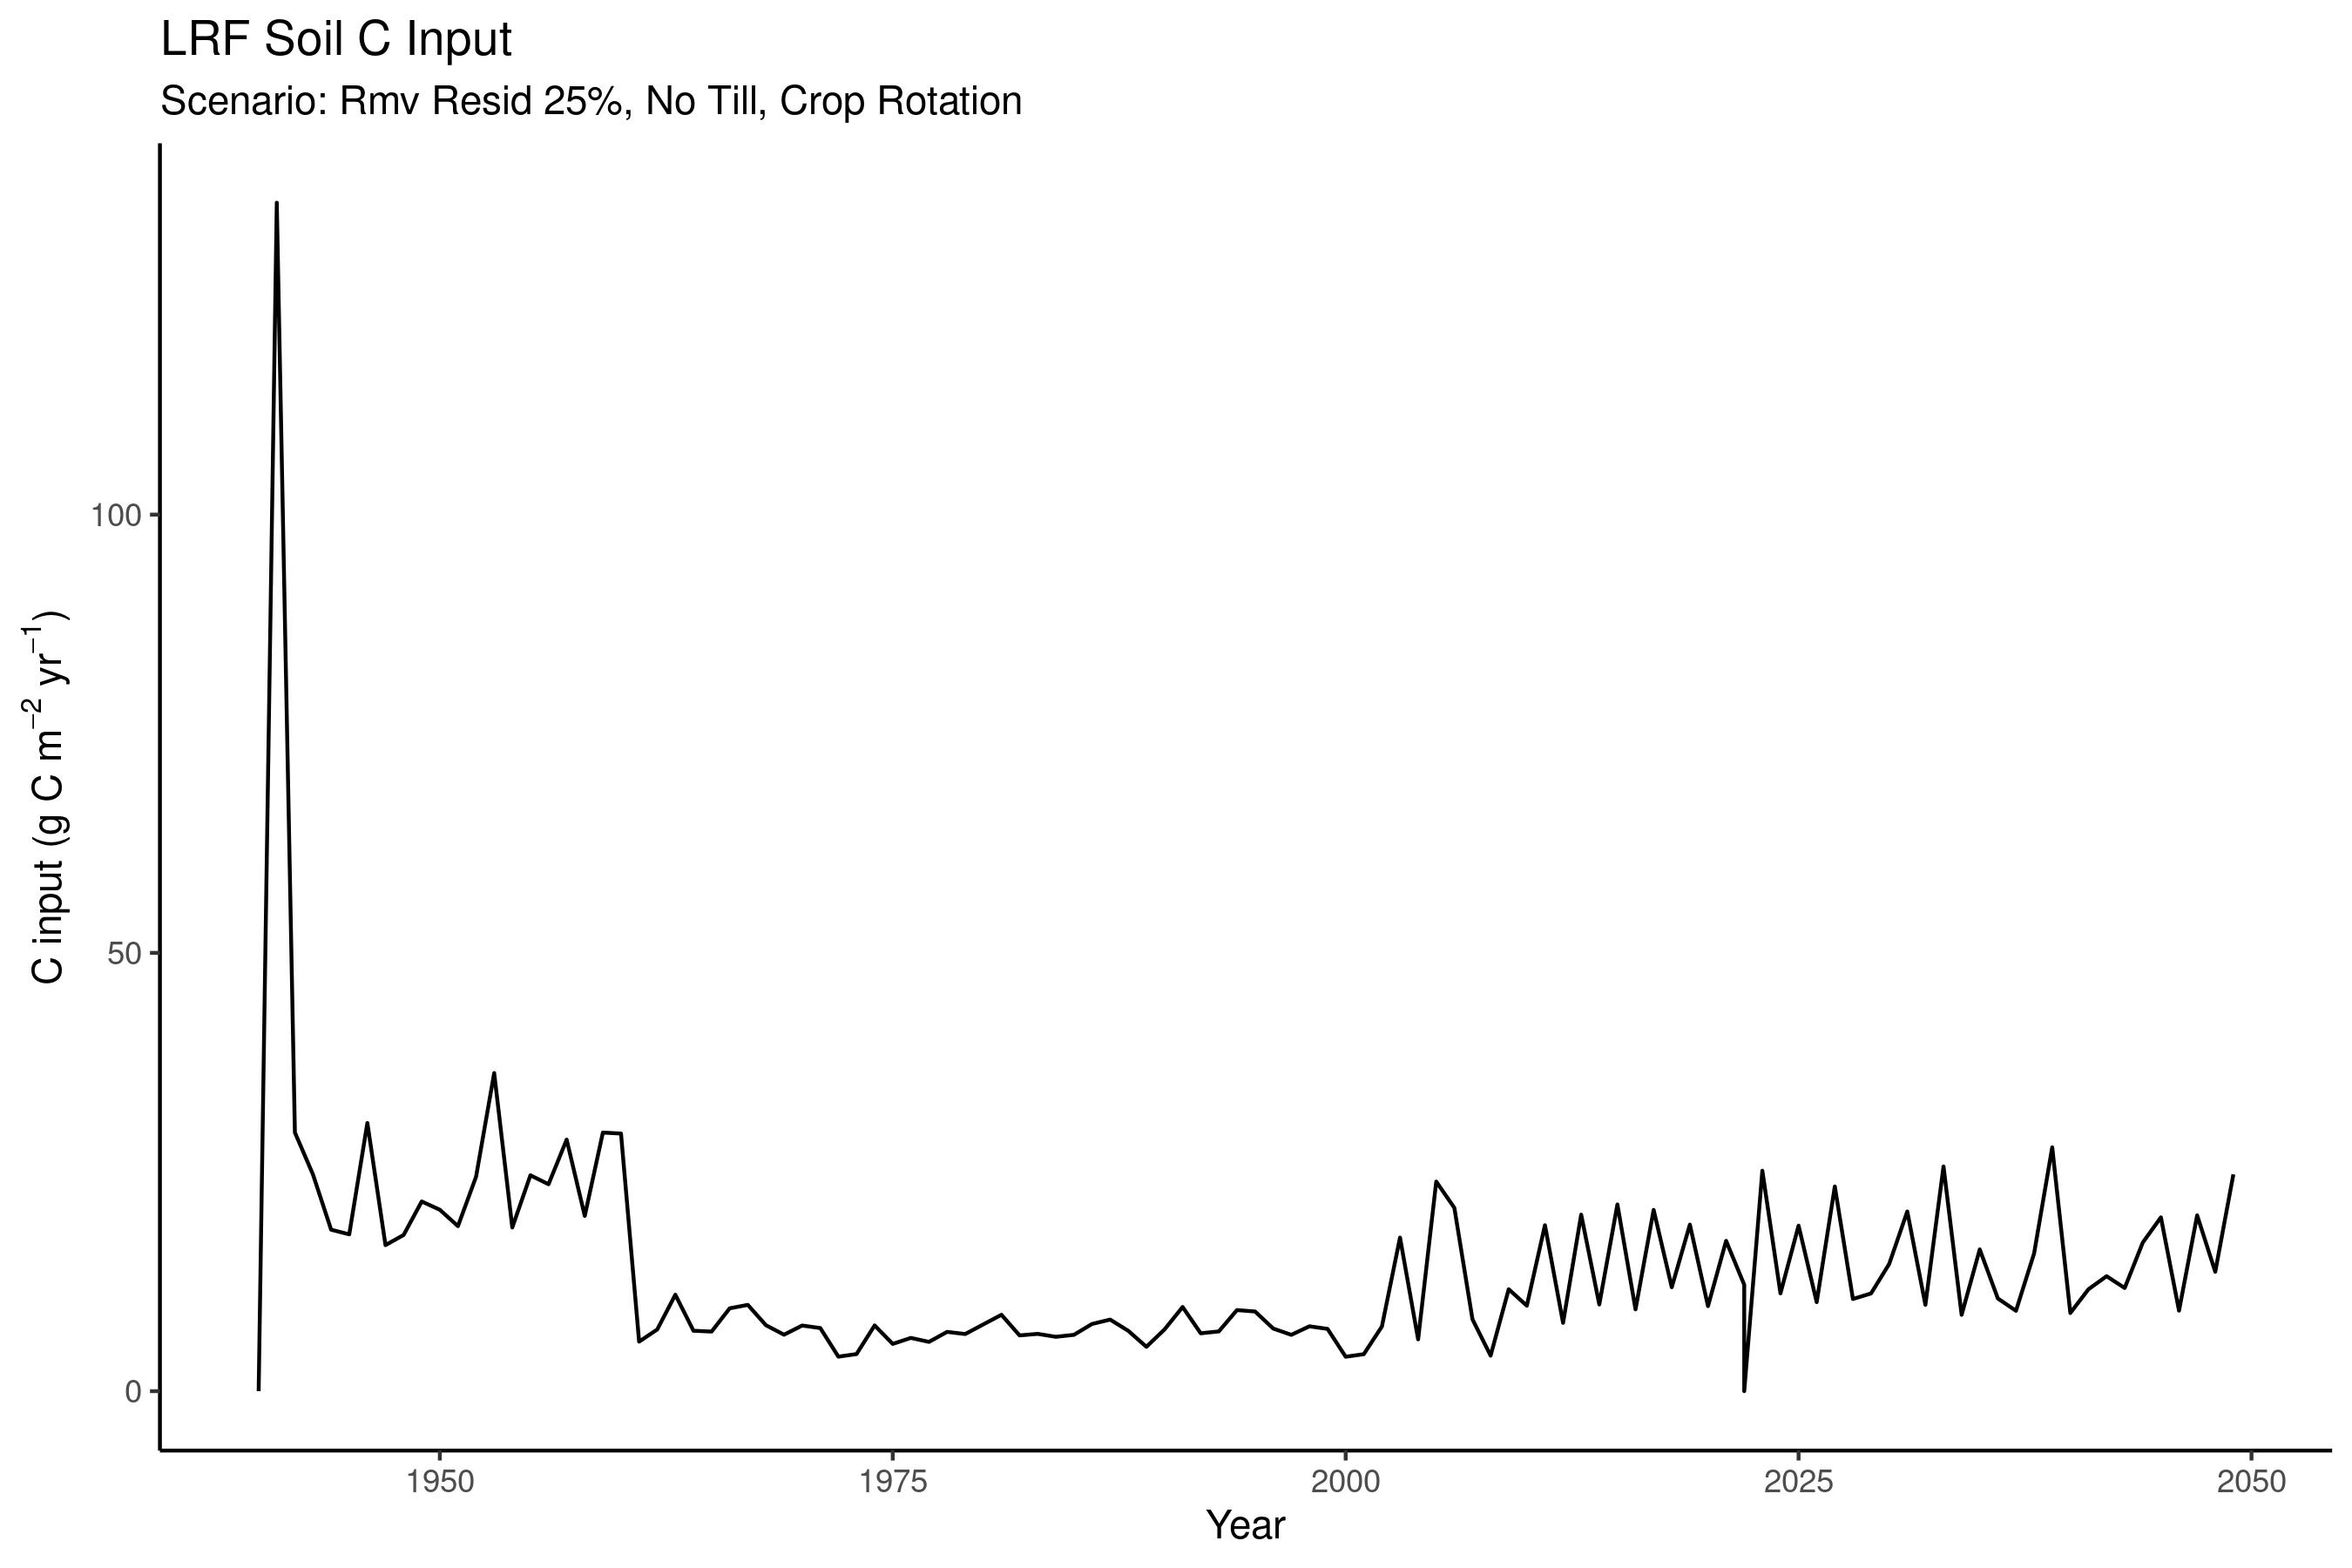 LRF Soil C Input
Scenario: Rmv Resid 25%, No Till, Crop Rotation
C input (g C m⁻² yr⁻¹)
100
50
0
1950 1975 2000 2025 2050
Year